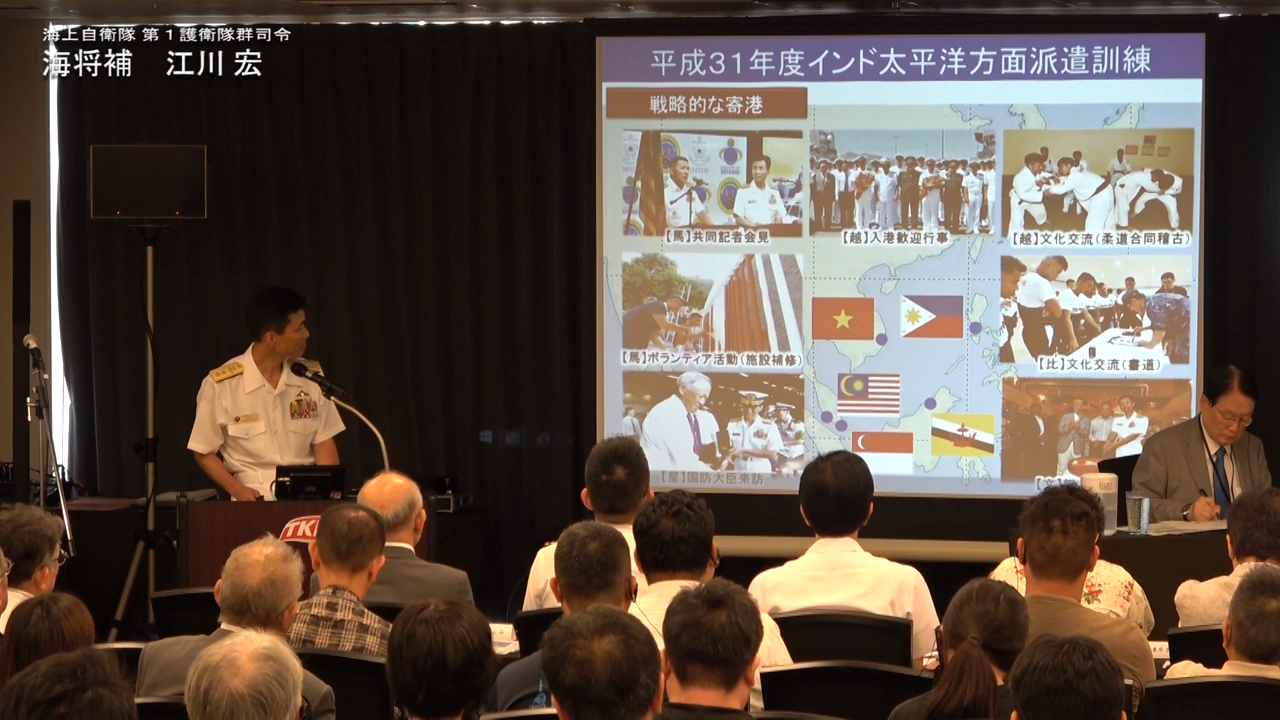 海上自衛隊 第１護衛隊群司令
海将補　江川 宏
平成３１年度インド太平洋方面派遣訓練
戦略的な寄港
【馬】共同記者会見
【越】入港歓迎行事
【越】文化交流（柔道合同稽古）
【馬】ボランティア活動（施設補修）
【比】文化交流（書道）
【星】国防大臣来訪
TKP